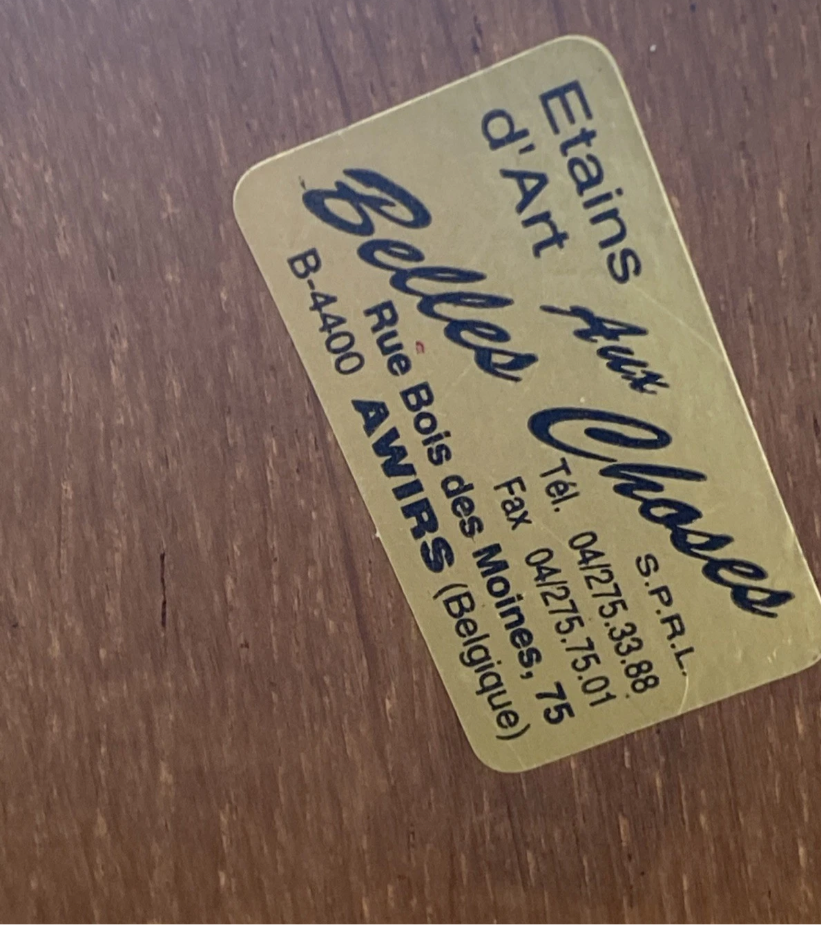 Etains
d'Art
Aux
Belles Choses
S.P.R.L.
Tél. 04/275.33.88
Fax 04/275.75.01
Rue Bois des Moines, 75
B-4400 AWIRS (Belgique)